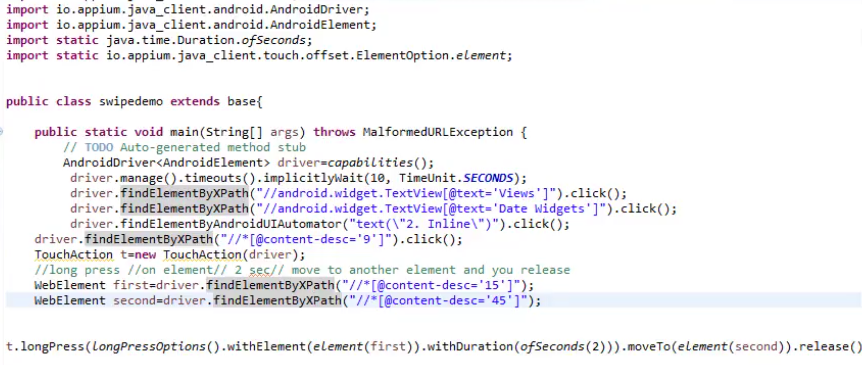 import io.appium.java_client.android.AndroidDriver;
import io.appium.java_client.android.AndroidElement;
import static java.time.Duration.ofSeconds;
import static io.appium.java_client.touch.offset.ElementOption.element;
public class swipedemo extends base{
public static void main(String[] args) throws MalformedURLException {
// TODO Auto-generated method stub
AndroidDriver<AndroidElement> driver=capabilities();
driver.manage().timeouts().implicitlyWait(10, TimeUnit.SECONDS);
driver.findElementByXPath("//android.widget.TextView[@text='Views']").click();
driver.findElementByXPath("//android.widget.TextView[@text='Date Widgets']").click();
driver.findElementByAndroidUIAutomator("text(\"2. Inline\")").click();
driver.findElementByXPath("//*[@content-desc='9']").click();
TouchAction t=new TouchAction(driver);
//long press //on element// 2 sec// move to another element and you release
WebElement first=driver.findElementByXPath("//*[@content-desc='15']");
WebElement second=driver.findElementByXPath("//*[@content-desc='45']");
t.longPress(longPressOptions().withElement(element(first)).withDuration(ofSeconds(2))).moveTo(element(second)).release()